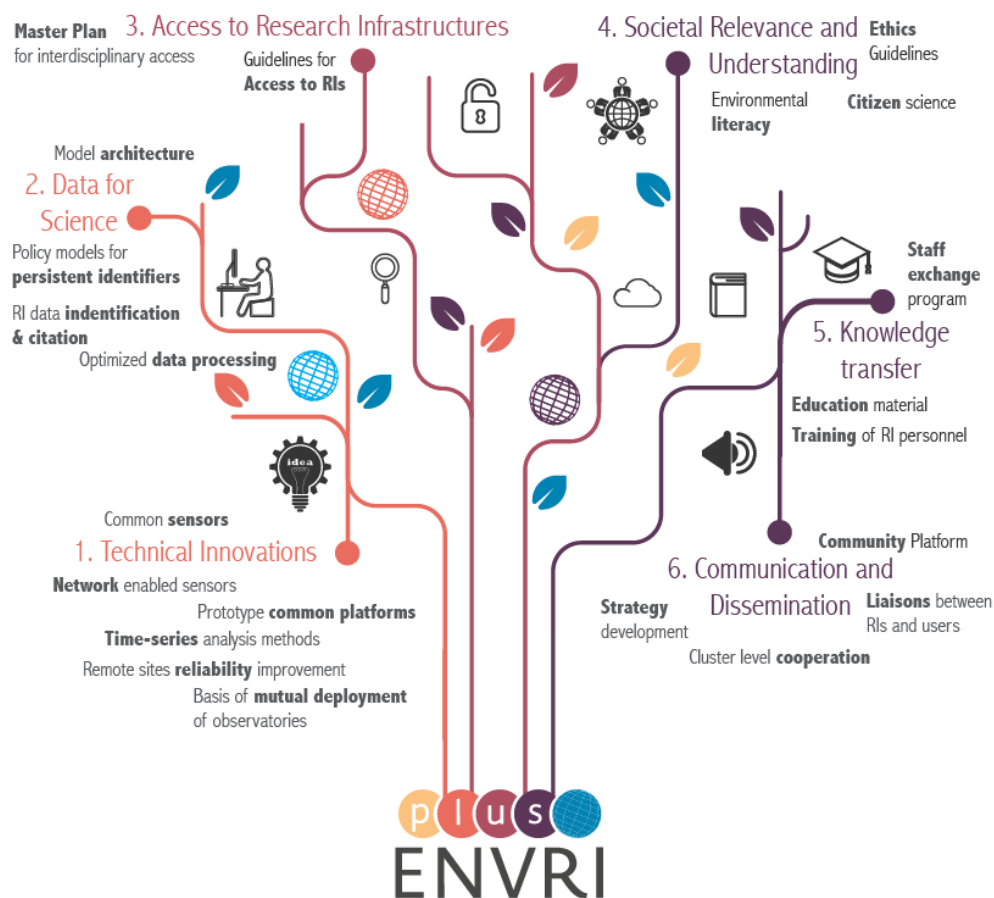 Master Plan
for interdisciplinary access
3. Access to Research Infrastructures
Guidelines for
Access to RIs
4. Societal Relevance and
Understanding
Ethics
Guidelines
Environmental
literacy
Citizen science
Model architecture
2. Data for
Science
Policy models for
persistent identifiers
RI data indentification
& citation
Optimized data processing
Staff
exchange
program
5. Knowledge
transfer
Education material
Training of RI personnel
idea
Common sensors
1. Technical Innovations
Network enabled sensors
Prototype common platforms
Time-series analysis methods
Remote sites reliability improvement
Basis of mutual deployment
of observatories
Community Platform
6. Communication and
Dissemination
Strategy
development
Liaisons between
RIs and users
Cluster level cooperation
plus
ENVRI